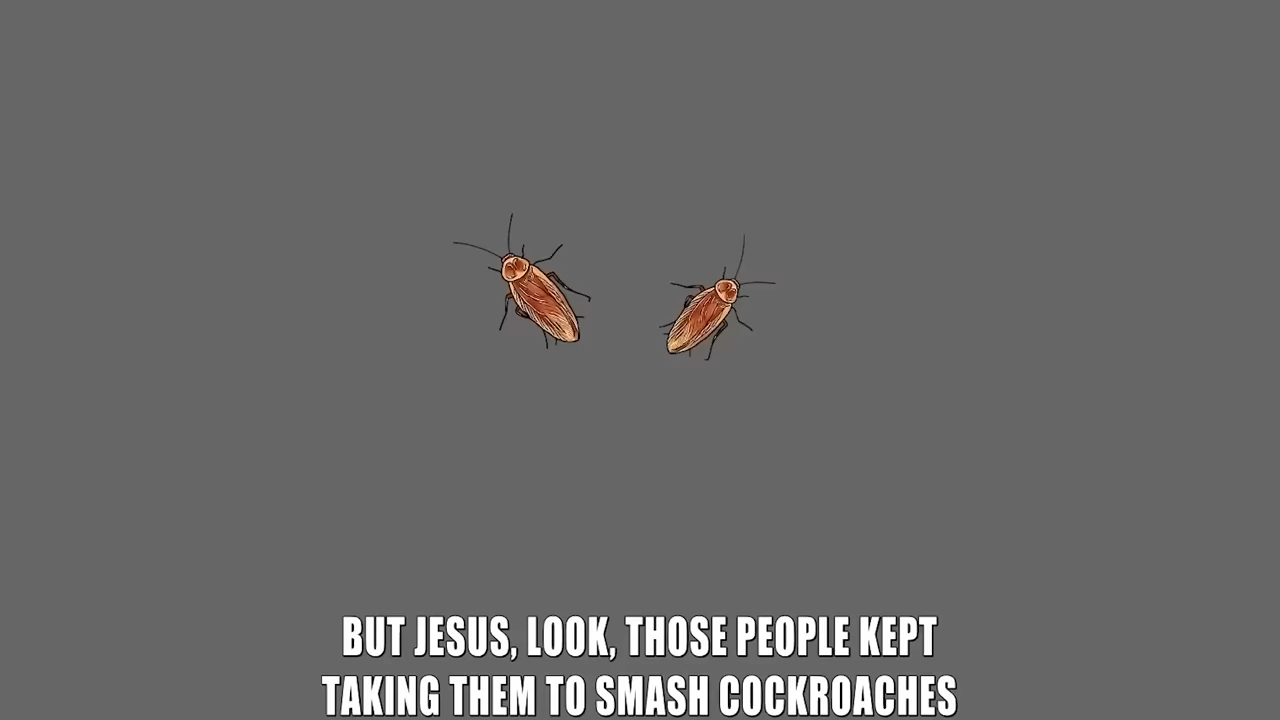 BUT JESUS, LOOK, THOSE PEOPLE KEPT
TAKING THEM TO SMASH COCKROACHES